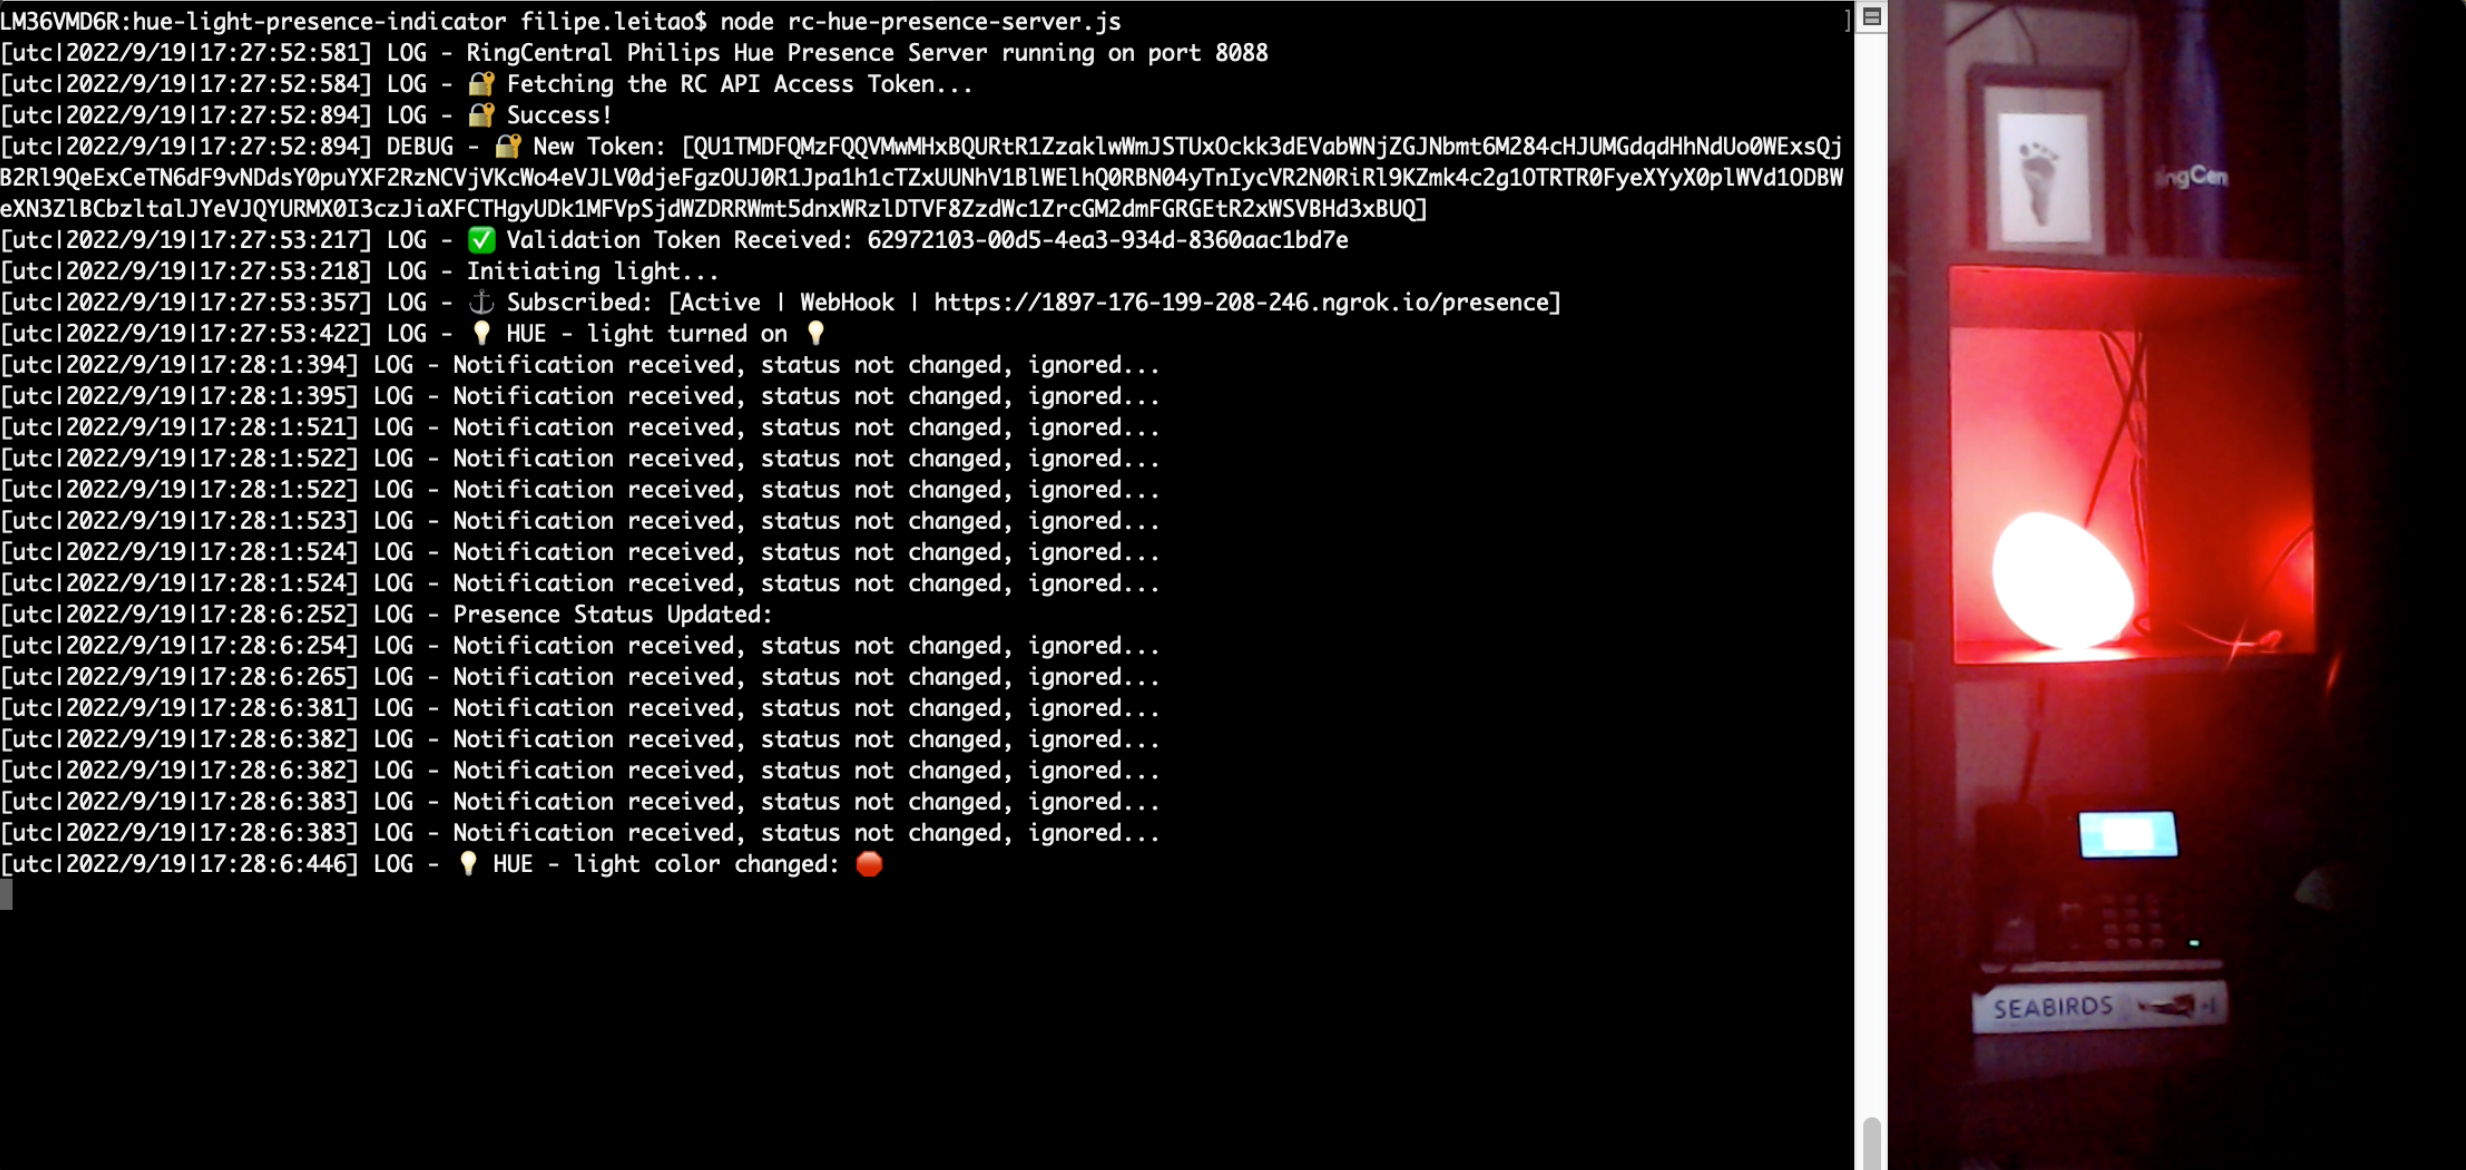 LM36VMD6R:hue-light-presence-indicator filipe.leitao$ node rc-hue-presence-server.js ]
[utc|2022/9/19|17:27:52:581] LOG - RingCentral Philips Hue Presence Server running on port 8088
[utc|2022/9/19|17:27:52:584] LOG - 🔐 Fetching the RC API Access Token...
[utc|2022/9/19|17:27:52:894] LOG - 🔐 Success!
[utc|2022/9/19|17:27:52:894] DEBUG - 🔐 New Token: [QU1TMDFQMzFQQVMwMHxBQURtR1ZzaklwWmJSTUxOckk3dEVabWNjZGJNbmt6M284cHJUMGdqdHhNdUo0WExsQj
B2Rl9QeExCeTN6dF9vNDdsY0puYXF2RzNCVjVKcWo4eVJLV0djeFgzOUJ0R1Jpa1h1cTZxUUNhV1BlWElhQ0RBN04yTnIycVR2N0RiRl9KZmk4c2g1OTRTR0FyeXYyX0plWVd1ODBW
eXN3ZlBCbzltalJYeVJQYURMX0I3czJiaXFCTHgyUDk1MFVpSjdWZDRRWmt5dnxWRzlDTVF8ZzdWc1ZrcGM2dmFGRGEtR2xWSVBHd3xBUQ]
[utc|2022/9/19|17:27:53:217] LOG - ✅ Validation Token Received: 62972103-00d5-4ea3-934d-8360aac1bd7e
[utc|2022/9/19|17:27:53:218] LOG - Initiating light...
[utc|2022/9/19|17:27:53:357] LOG - ⚓ Subscribed: [Active | WebHook | https://1897-176-199-208-246.ngrok.io/presence]
[utc|2022/9/19|17:27:53:422] LOG - 💡 HUE - light turned on 💡
[utc|2022/9/19|17:28:1:394] LOG - Notification received, status not changed, ignored...
[utc|2022/9/19|17:28:1:395] LOG - Notification received, status not changed, ignored...
[utc|2022/9/19|17:28:1:521] LOG - Notification received, status not changed, ignored...
[utc|2022/9/19|17:28:1:522] LOG - Notification received, status not changed, ignored...
[utc|2022/9/19|17:28:1:522] LOG - Notification received, status not changed, ignored...
[utc|2022/9/19|17:28:1:523] LOG - Notification received, status not changed, ignored...
[utc|2022/9/19|17:28:1:524] LOG - Notification received, status not changed, ignored...
[utc|2022/9/19|17:28:1:524] LOG - Notification received, status not changed, ignored...
[utc|2022/9/19|17:28:6:252] LOG - Presence Status Updated:
[utc|2022/9/19|17:28:6:254] LOG - Notification received, status not changed, ignored...
[utc|2022/9/19|17:28:6:265] LOG - Notification received, status not changed, ignored...
[utc|2022/9/19|17:28:6:381] LOG - Notification received, status not changed, ignored...
[utc|2022/9/19|17:28:6:382] LOG - Notification received, status not changed, ignored...
[utc|2022/9/19|17:28:6:382] LOG - Notification received, status not changed, ignored...
[utc|2022/9/19|17:28:6:383] LOG - Notification received, status not changed, ignored...
[utc|2022/9/19|17:28:6:383] LOG - Notification received, status not changed, ignored...
[utc|2022/9/19|17:28:6:446] LOG - 💡 HUE - light color changed: 🛑
ingCen
SEABIRDS